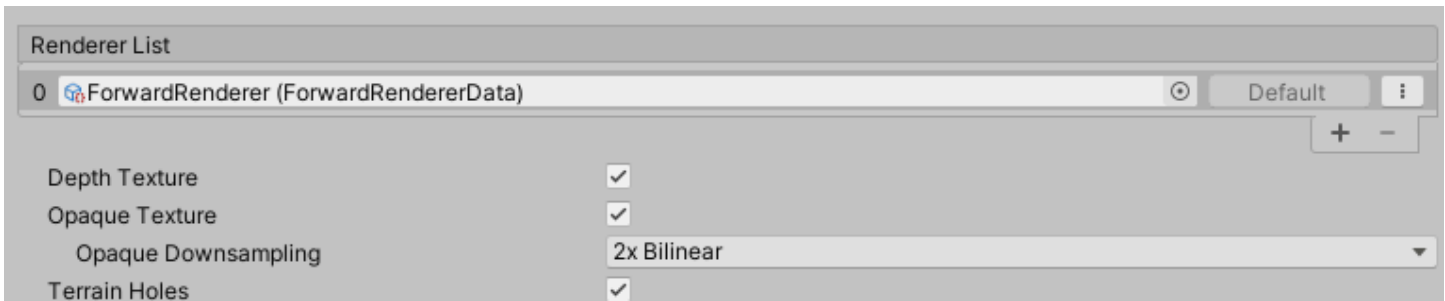 Renderer List
0 ForwardRenderer (ForwardRendererData) Default
Depth Texture
Opaque Texture
Opaque Downsampling 2x Bilinear
Terrain Holes